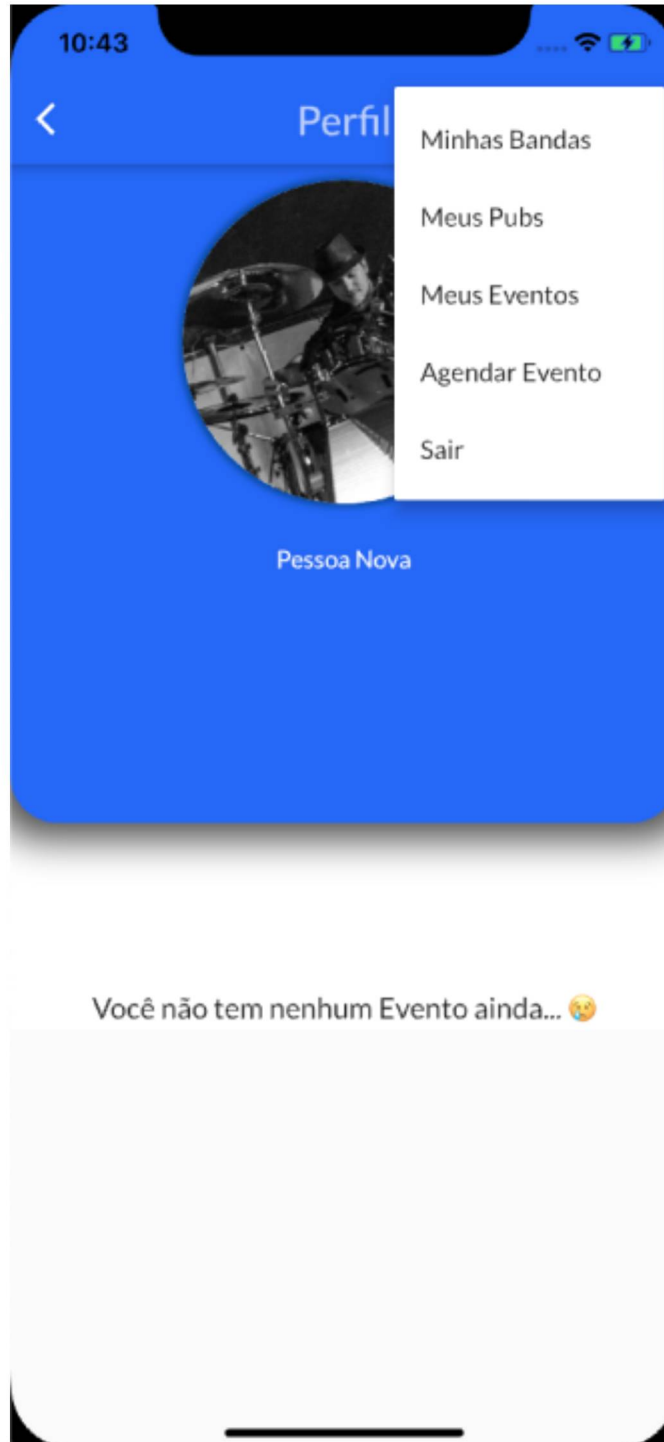 10:43
Perfil
Minhas Bandas
Meus Pubs
Meus Eventos
Agendar Evento
Sair
Pessoa Nova
Você não tem nenhum Evento ainda... 😢